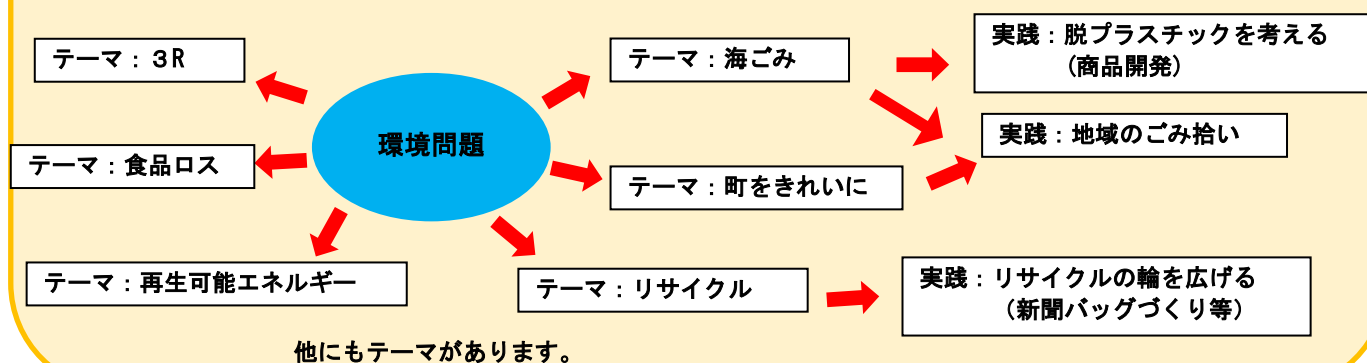 テーマ：３R
テーマ：食品ロス
テーマ：再生可能エネルギー
環境問題
テーマ：海ごみ
テーマ：町をきれいに
テーマ：リサイクル
実践：脱プラスチックを考える
（商品開発）
実践：地域のごみ拾い
実践：リサイクルの輪を広げる
（新聞バッグづくり等）
他にもテーマがあります。